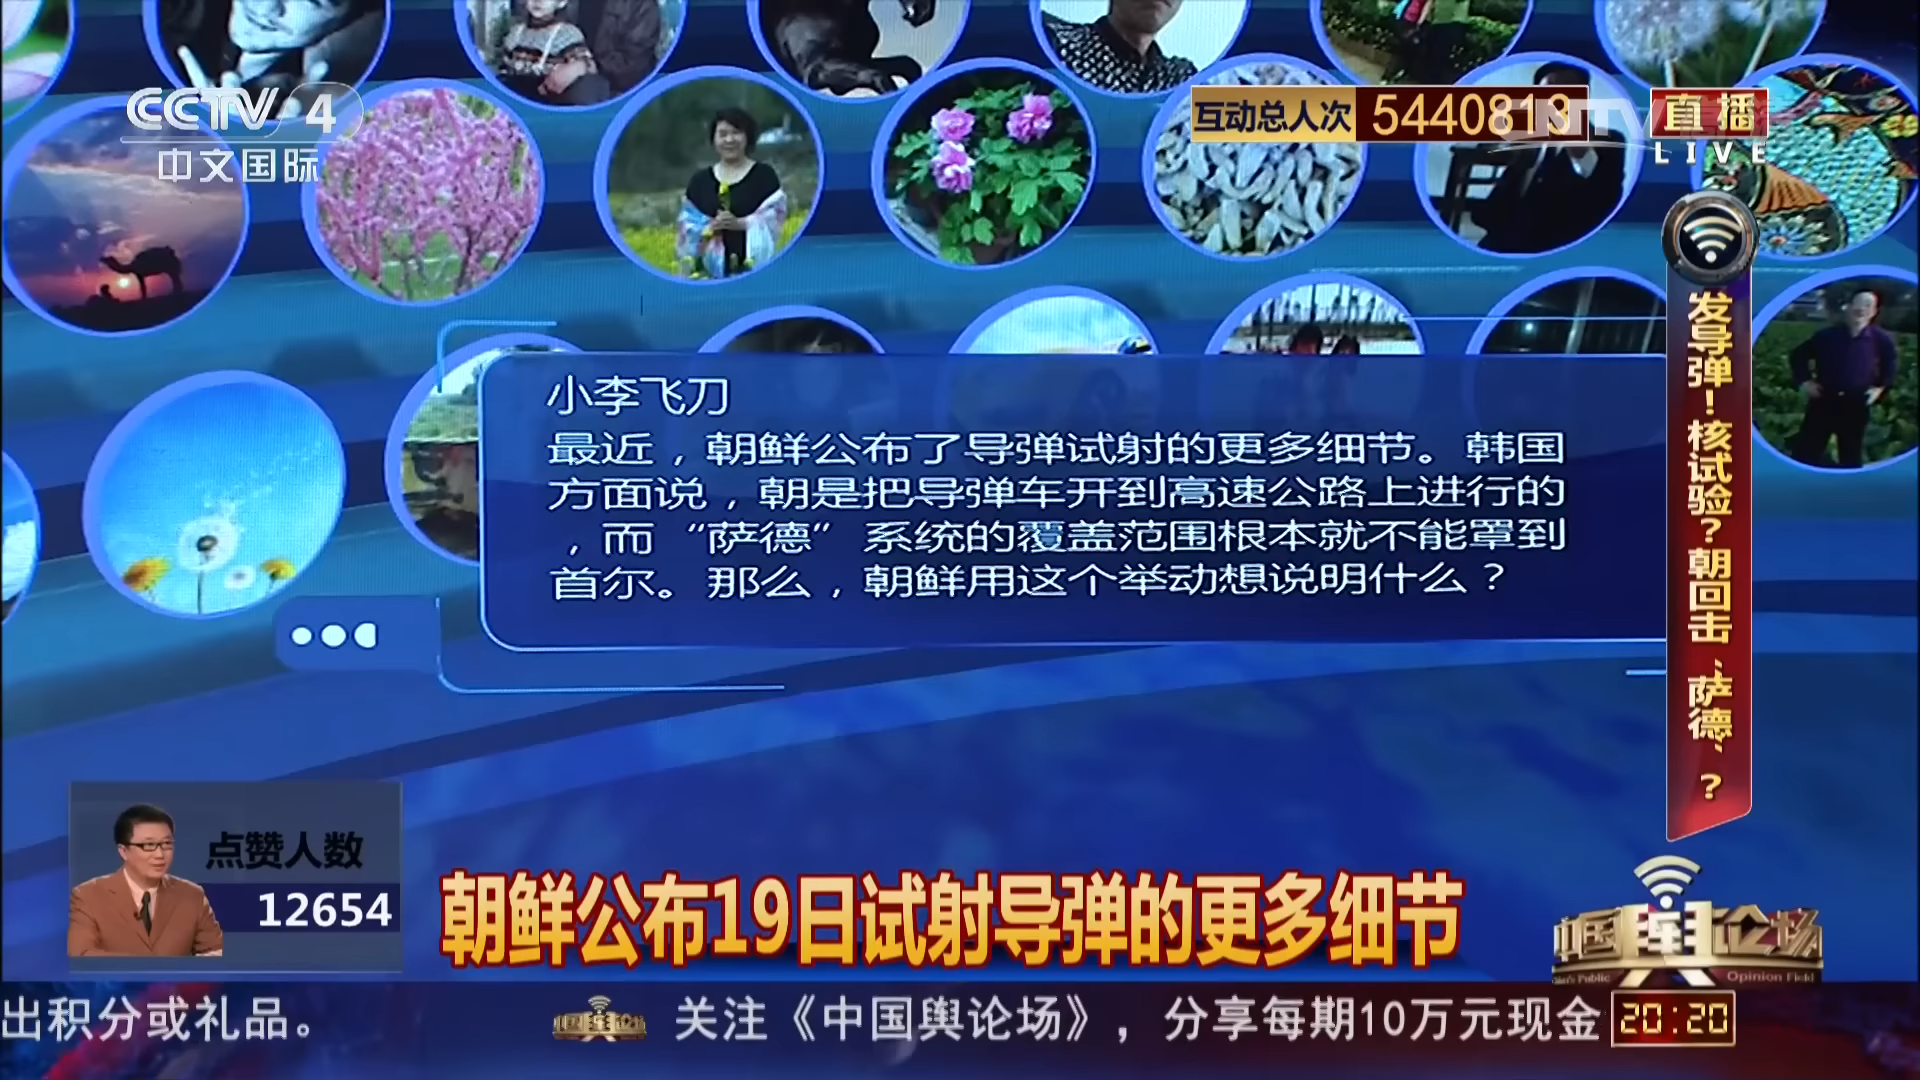 CCTV 4
中文国际
互动总人次 5440813
直播
LIVE
发导弹！核试验？朝回击“萨德”？
小李飞刀
最近，朝鲜公布了导弹试射的更多细节。韩国
方面说，朝是把导弹车开到高速公路上进行的
，而“萨德”系统的覆盖范围根本就不能罩到
首尔。那么，朝鲜用这个举动想说明什么？
点赞人数
12654
朝鲜公布19日试射导弹的更多细节
中国舆论场
Opinion Field
出积分或礼品。
中国舆论场
关注《中国舆论场》，分享每期10万元现金
20:20